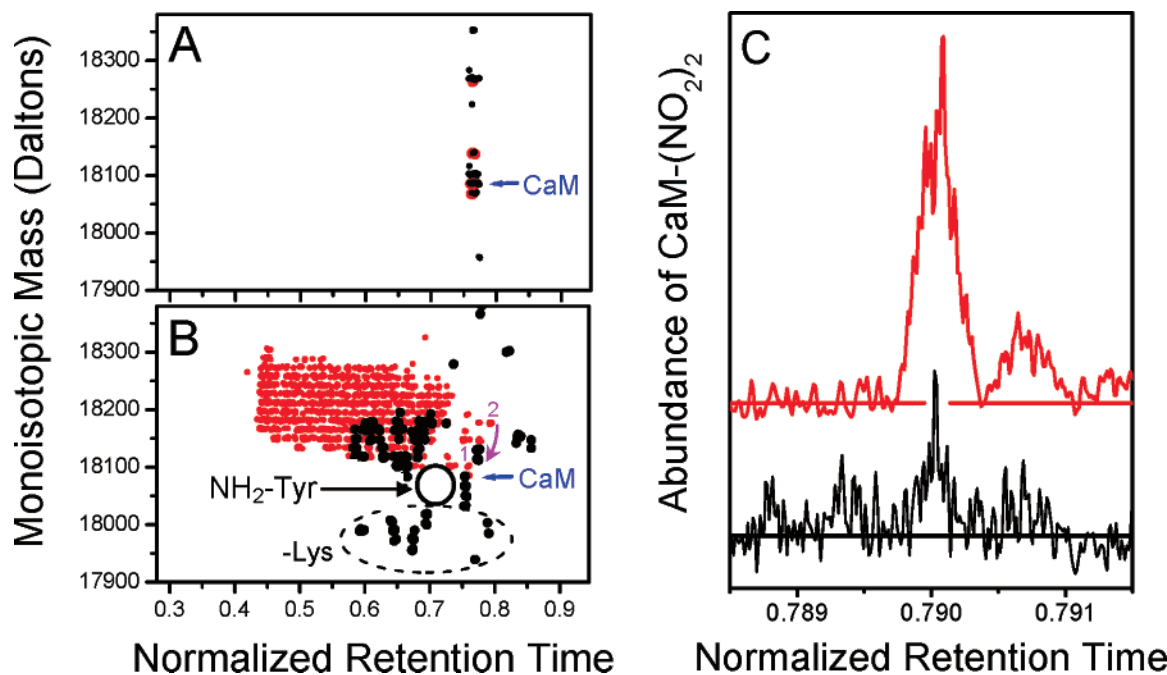 Monoisotopic Mass (Daltons)
A
18300
18200
18100
18000
17900
CaM
B
18300
18200
18100
18000
17900
2
1
CaM
NH2-Tyr
-Lys
0.3 0.4 0.5 0.6 0.7 0.8 0.9
Normalized Retention Time
C
Abundance of CaM-(NO2)2
0.789 0.790 0.791
Normalized Retention Time